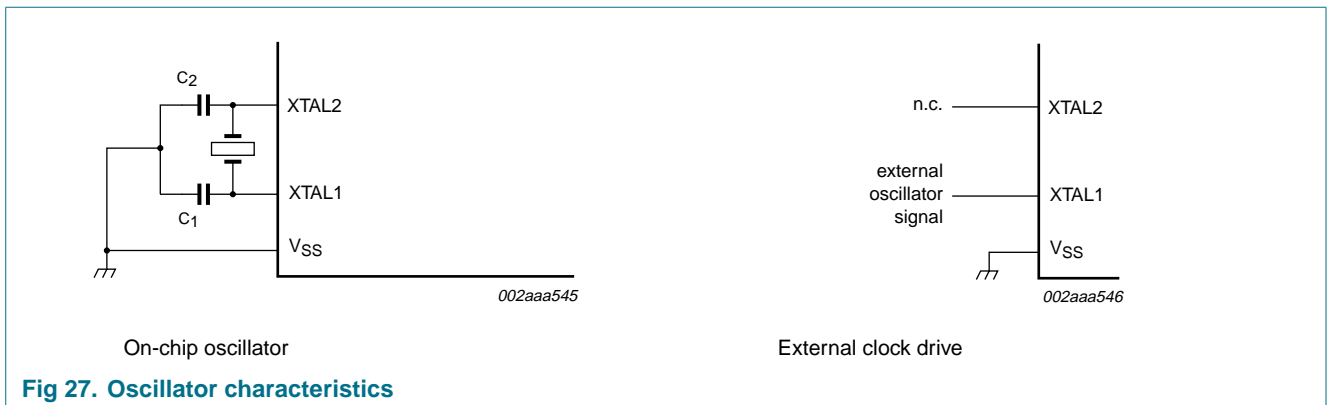 C2
XTAL2
XTAL1
C1
VSS
002aaa545
On-chip oscillator
n.c.
XTAL2
external
oscillator
signal
XTAL1
VSS
002aaa546
External clock drive
Fig 27. Oscillator characteristics